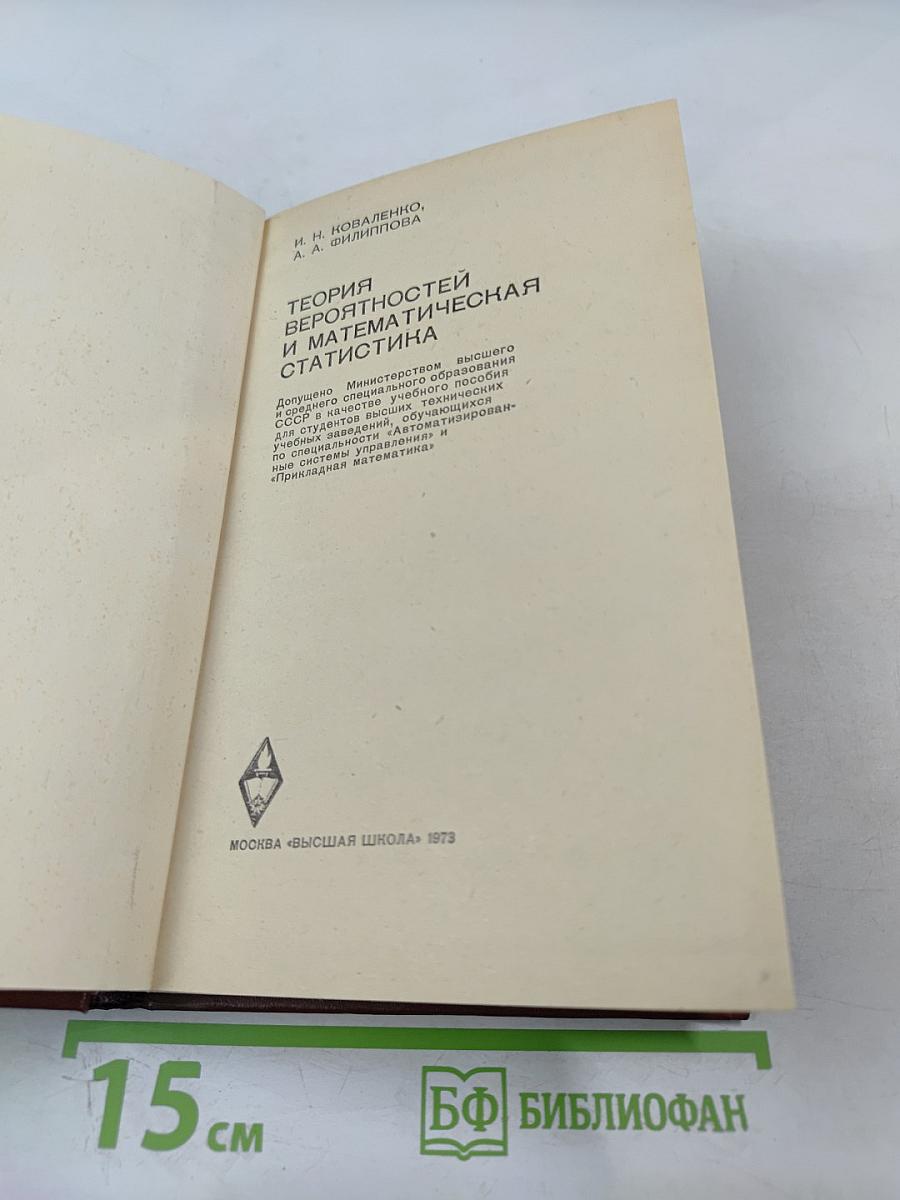 И. Н. КОВАЛЕНКО,
А. А. ФИЛИППОВА
ТЕОРИЯ
ВЕРОЯТНОСТЕЙ
И МАТЕМАТИЧЕСКАЯ
СТАТИСТИКА
Допущено Министерством высшего
и среднего специального образования
СССР в качестве учебного пособия
для студентов высших технических
учебных заведений, обучающихся
по специальности «Автоматизирован-
ные системы управления» и
«Прикладная математика»
МОСКВА «ВЫСШАЯ ШКОЛА» 1973
15 см
БФ БИБЛИОФАН